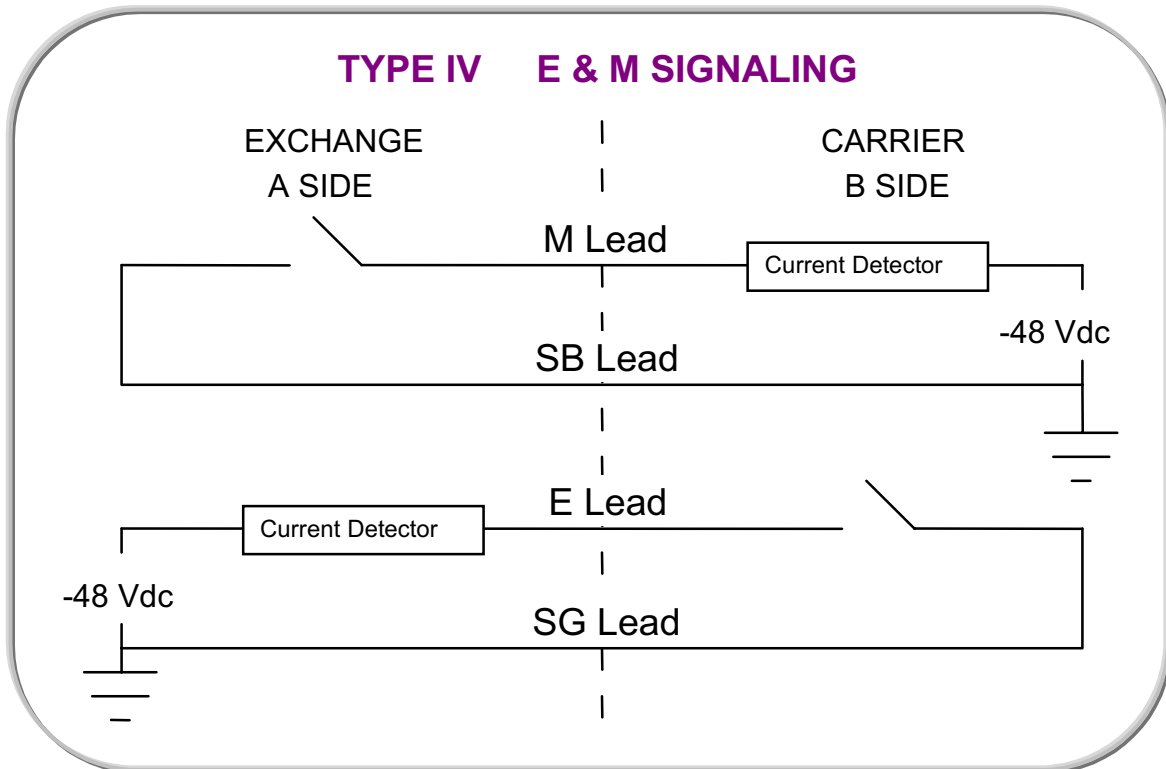 TYPE IV E & M SIGNALING
EXCHANGE
A SIDE
CARRIER
B SIDE
M Lead
Current Detector
-48 Vdc
SB Lead
E Lead
Current Detector
-48 Vdc
SG Lead